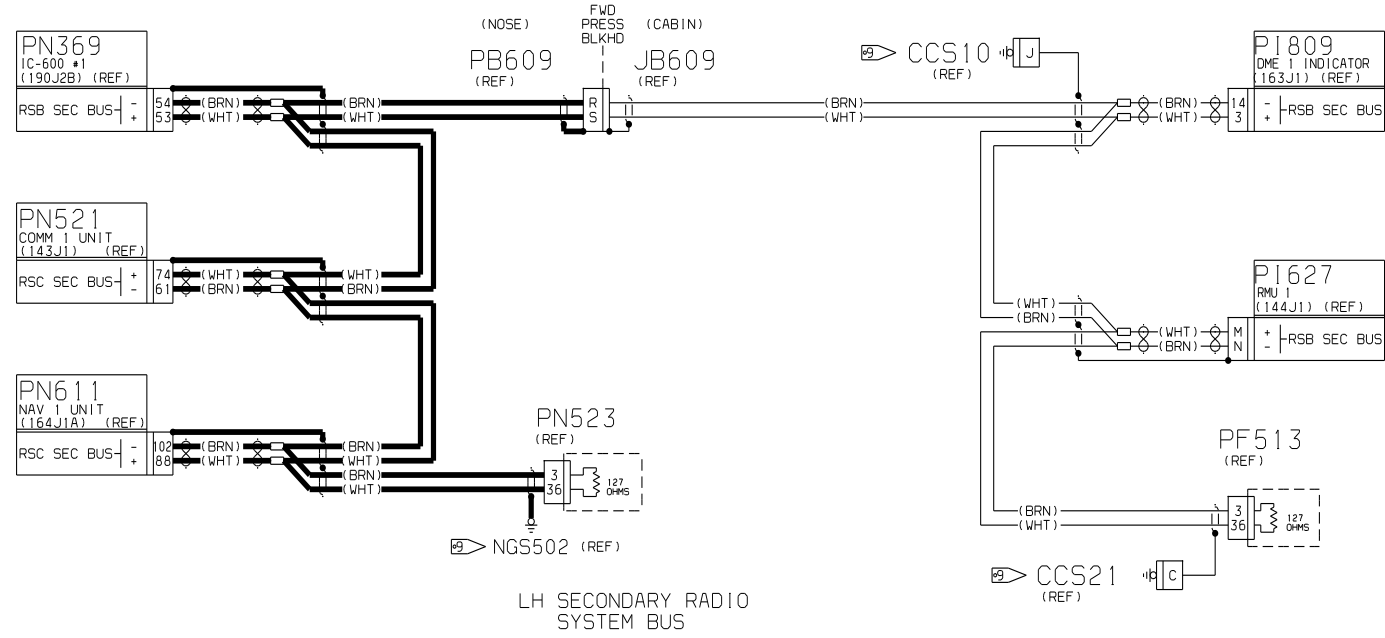 FWD
PRESS
BLKHD
(NOSE)
(CABIN)
PB609
(REF)
JB609
(REF)
R
S
PN369
IC-600 #1
(190J2B) (REF)
RSB SEC BUS
-
+
54
53
(BRN)
(WHT)
(BRN)
(WHT)
(BRN)
(WHT)
9
CCS10
(REF)
J
PI809
DME 1 INDICATOR
(163J1) (REF)
(BRN)
(WHT)
14
3
-
+
RSB SEC BUS
PN521
COMM 1 UNIT
(143J1) (REF)
RSC SEC BUS
+
-
74
61
(WHT)
(BRN)
(WHT)
(BRN)
PI627
RMU 1
(144J1) (REF)
(WHT)
(BRN)
(WHT)
(BRN)
M
N
+
-
RSB SEC BUS
PN611
NAV 1 UNIT
(164J1A) (REF)
RSC SEC BUS
-
+
102
88
(BRN)
(WHT)
(BRN)
(WHT)
(BRN)
(WHT)
PN523
(REF)
3
36
127
OHMS
9
NGS502 (REF)
PF513
(REF)
(BRN)
(WHT)
3
36
127
OHMS
9
CCS21
(REF)
C
LH SECONDARY RADIO
SYSTEM BUS